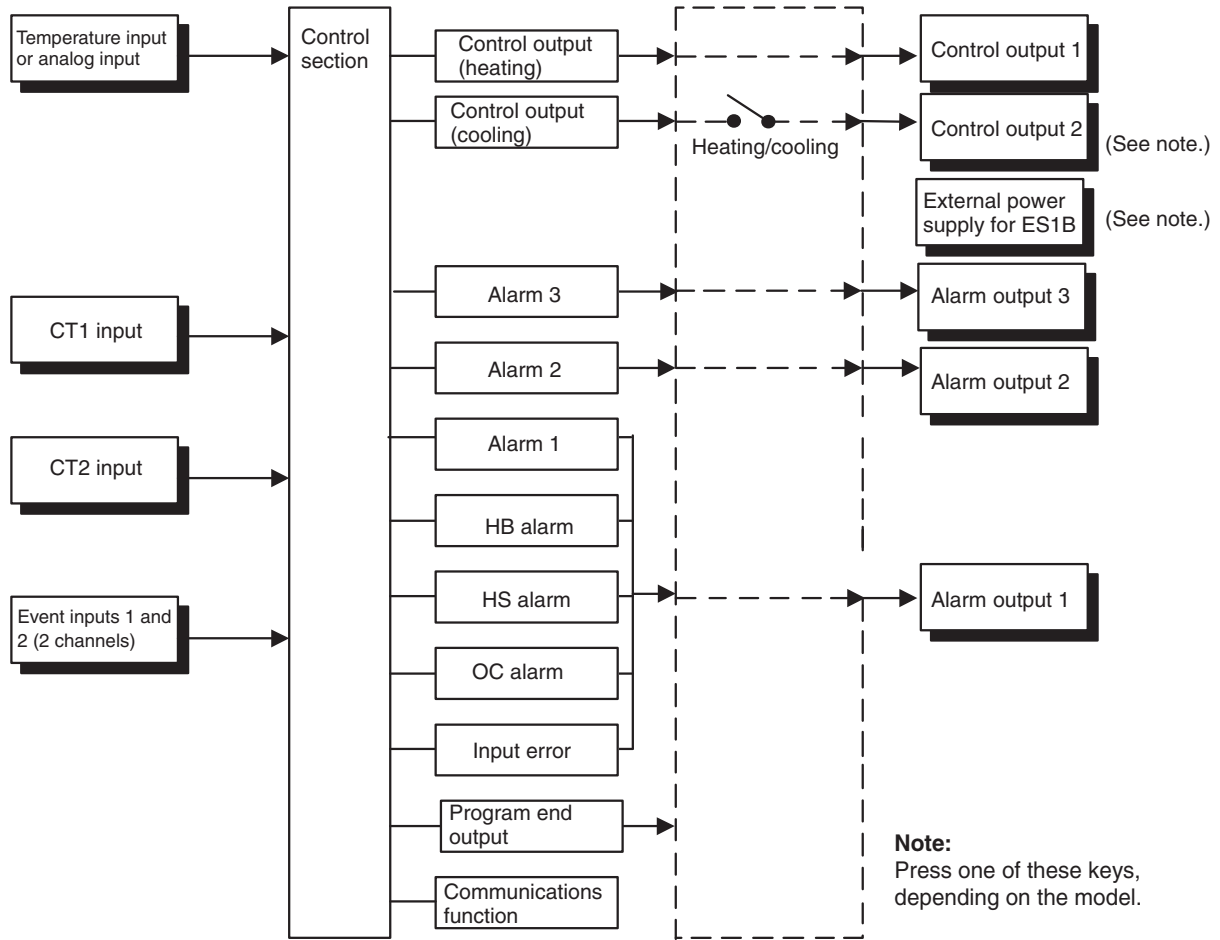 Temperature input
or analog input
Control
section
Control output
(heating)
Control output 1
Control output
(cooling)
Heating/cooling
Control output 2
(See note.)
External power
supply for ES1B
(See note.)
Alarm 3
Alarm output 3
CT1 input
Alarm 2
Alarm output 2
Alarm 1
CT2 input
HB alarm
Event inputs 1 and
2 (2 channels)
HS alarm
Alarm output 1
OC alarm
Input error
Program end
output
Communications
function
Note:
Press one of these keys,
depending on the model.